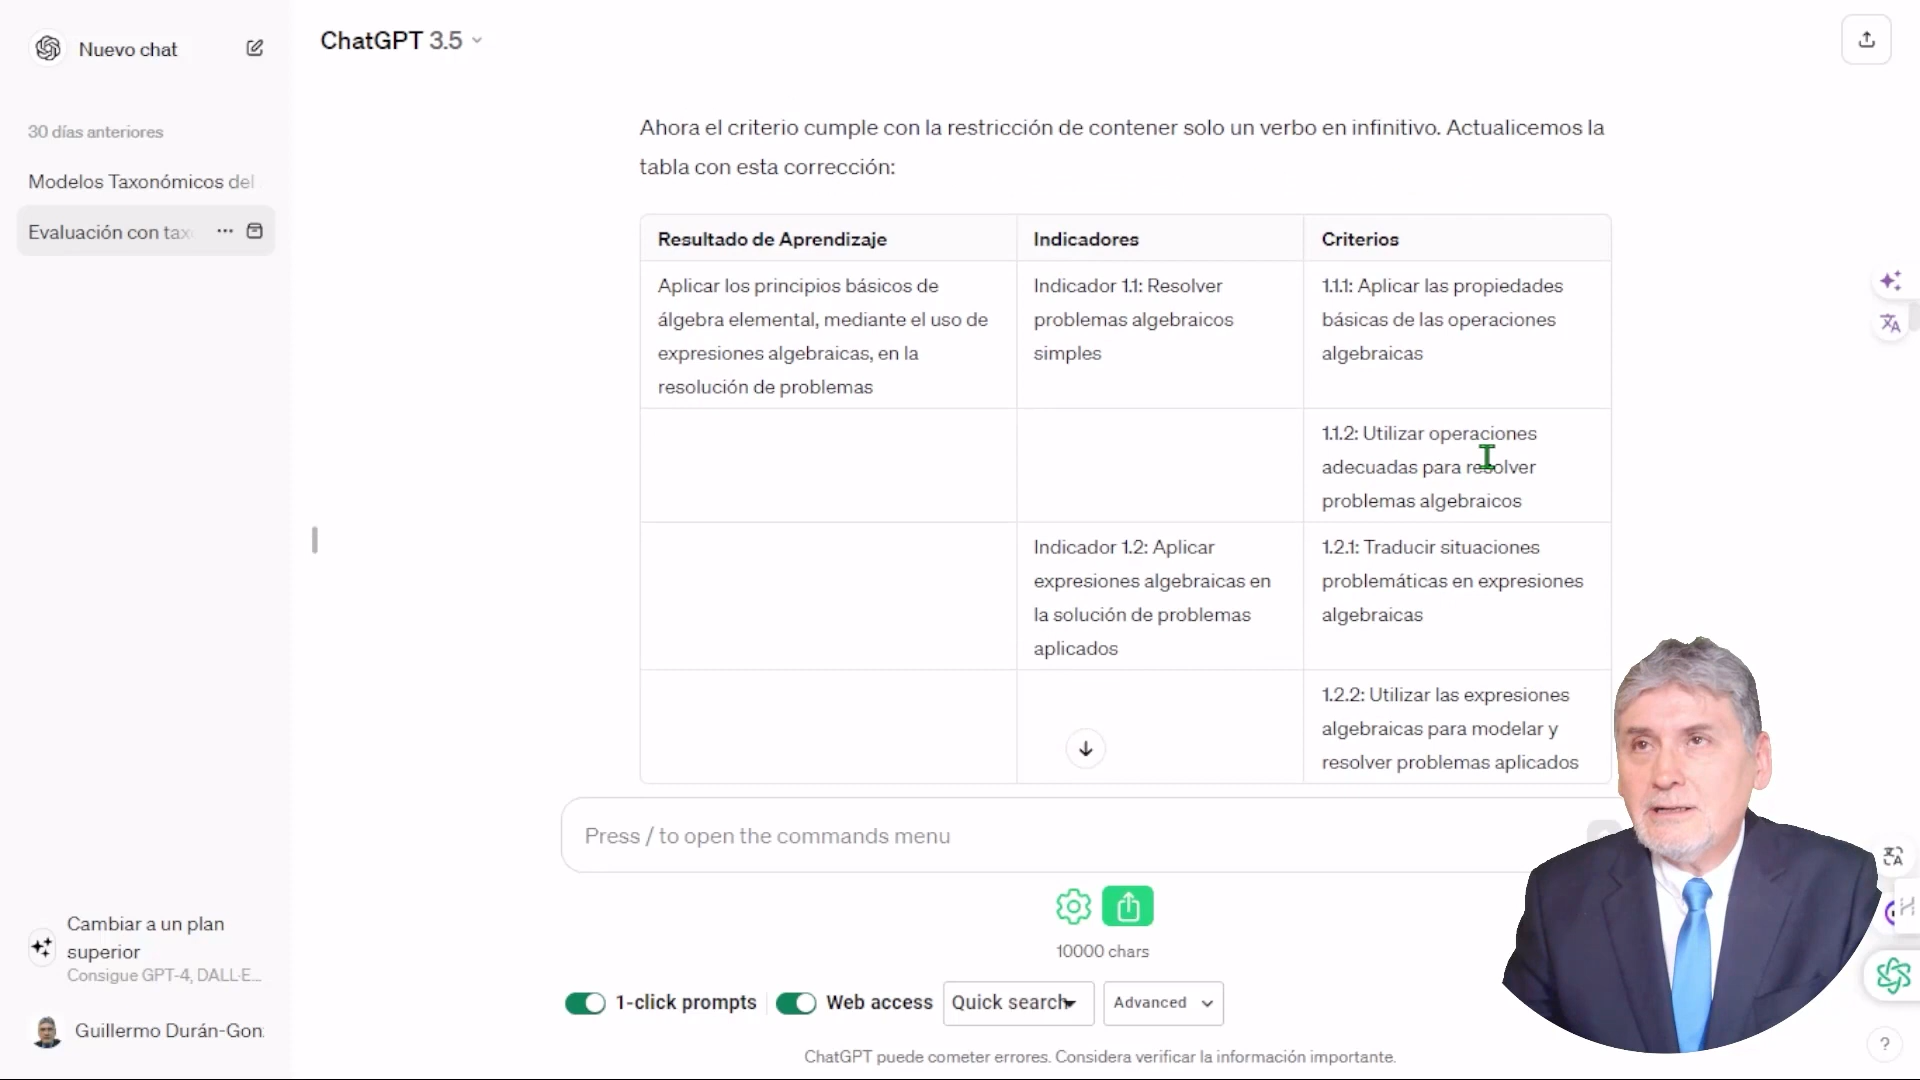 Nuevo chat
ChatGPT 3.5
30 días anteriores
Modelos Taxonómicos del
Evaluación con tax
Ahora el criterio cumple con la restricción de contener solo un verbo en infinitivo. Actualicemos la
tabla con esta corrección:
Resultado de Aprendizaje
Indicadores
Criterios
Aplicar los principios básicos de
álgebra elemental, mediante el uso de
expresiones algebraicas, en la
resolución de problemas
Indicador 1.1: Resolver
problemas algebraicos
simples
1.1.1: Aplicar las propiedades
básicas de las operaciones
algebraicas
1.1.2: Utilizar operaciones
adecuadas para resolver
problemas algebraicos
Indicador 1.2: Aplicar
expresiones algebraicas en
la solución de problemas
aplicados
1.2.1: Traducir situaciones
problemáticas en expresiones
algebraicas
1.2.2: Utilizar las expresiones
algebraicas para modelar y
resolver problemas aplicados
Press / to open the commands menu
10000 chars
1-click prompts
Web access
Quick search
Advanced
ChatGPT puede cometer errores. Considera verificar la información importante.
Cambiar a un plan
superior
Consigue GPT-4, DALL·E...
Guillermo Durán-Gon
?